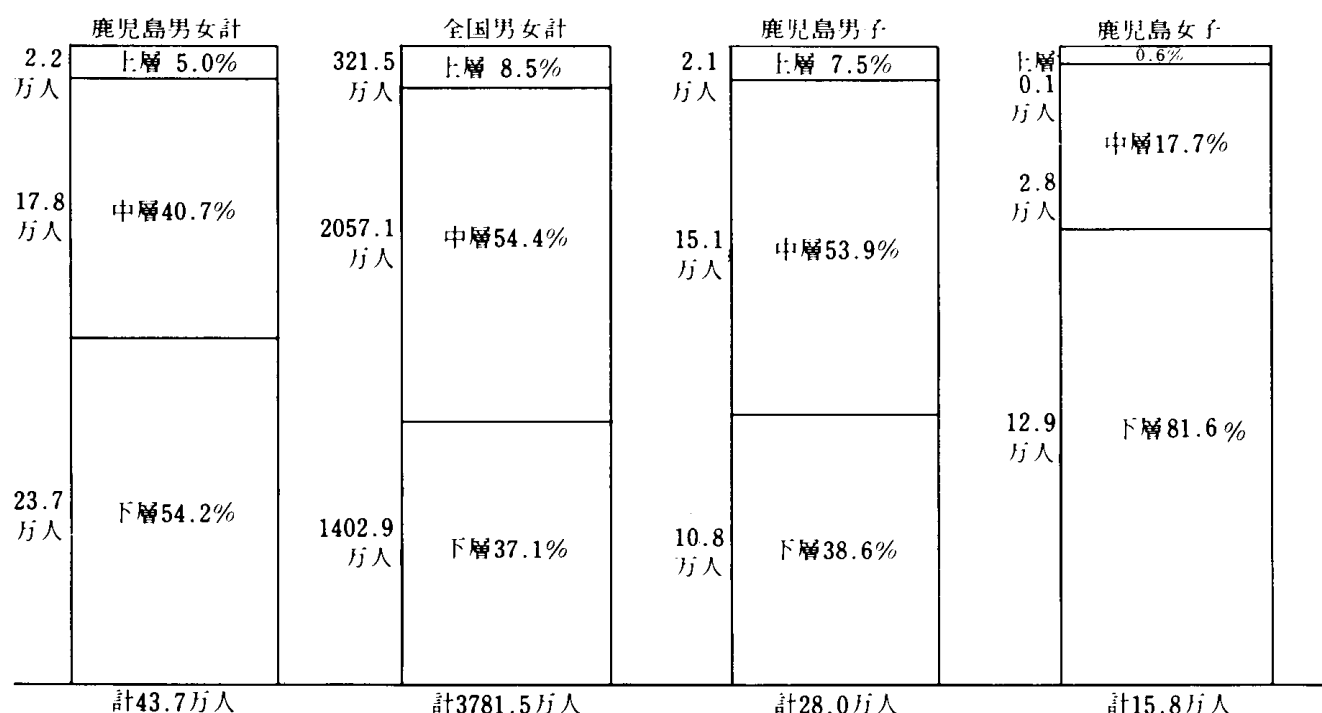 鹿児島男女計
2.2
万人
上層 5.0%
17.8
万人
中層40.7%
23.7
万人
下層54.2%
計43.7万人
全国男女計
321.5
万人
上層 8.5%
2057.1
万人
中層54.4%
1402.9
万人
下層37.1%
計3781.5万人
鹿児島男子
2.1
万人
上層 7.5%
15.1
万人
中層53.9%
10.8
万人
下層38.6%
計28.0万人
鹿児島女子
上層
0.6%
0.1
万人
中層17.7%
2.8
万人
12.9
万人
下層81.6%
計15.8万人